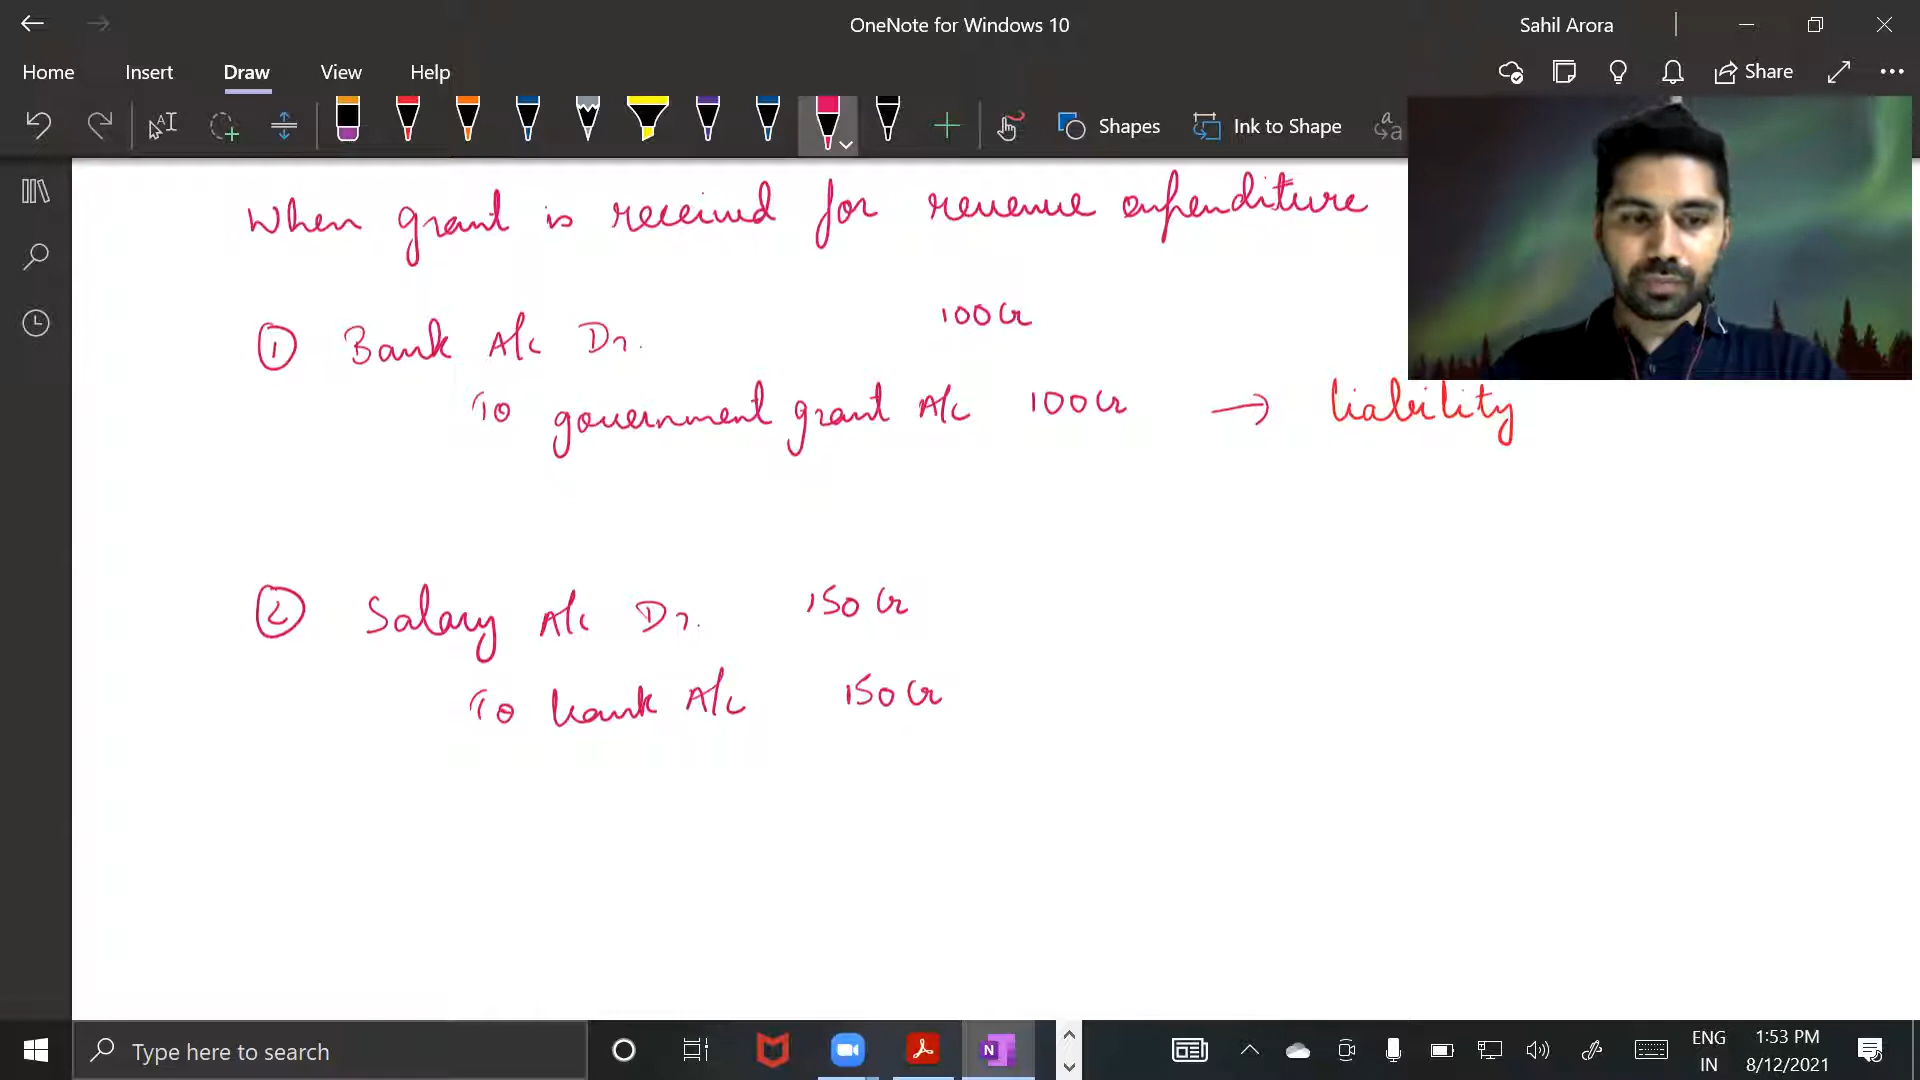 OneNote for Windows 10
Sahil Arora
Home Insert Draw View Help
Share
Shapes Ink to Shape
When grant is received for revenue expenditure
① Bank A/c Dr. 100Cr
To government grant A/c 100Cr → liability
② Salary A/c Dr. 150Cr
To bank A/c 150Cr
Type here to search
ENG
IN
1:53 PM
8/12/2021